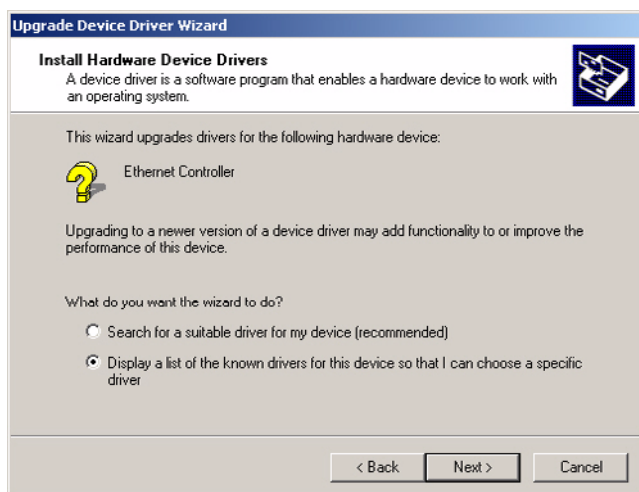 Upgrade Device Driver Wizard
Install Hardware Device Drivers
A device driver is a software program that enables a hardware device to work with
an operating system.
This wizard upgrades drivers for the following hardware device:
Ethernet Controller
Upgrading to a newer version of a device driver may add functionality to or improve the
performance of this device.
What do you want the wizard to do?
Search for a suitable driver for my device (recommended)
Display a list of the known drivers for this device so that I can choose a specific
driver
< Back
Next >
Cancel